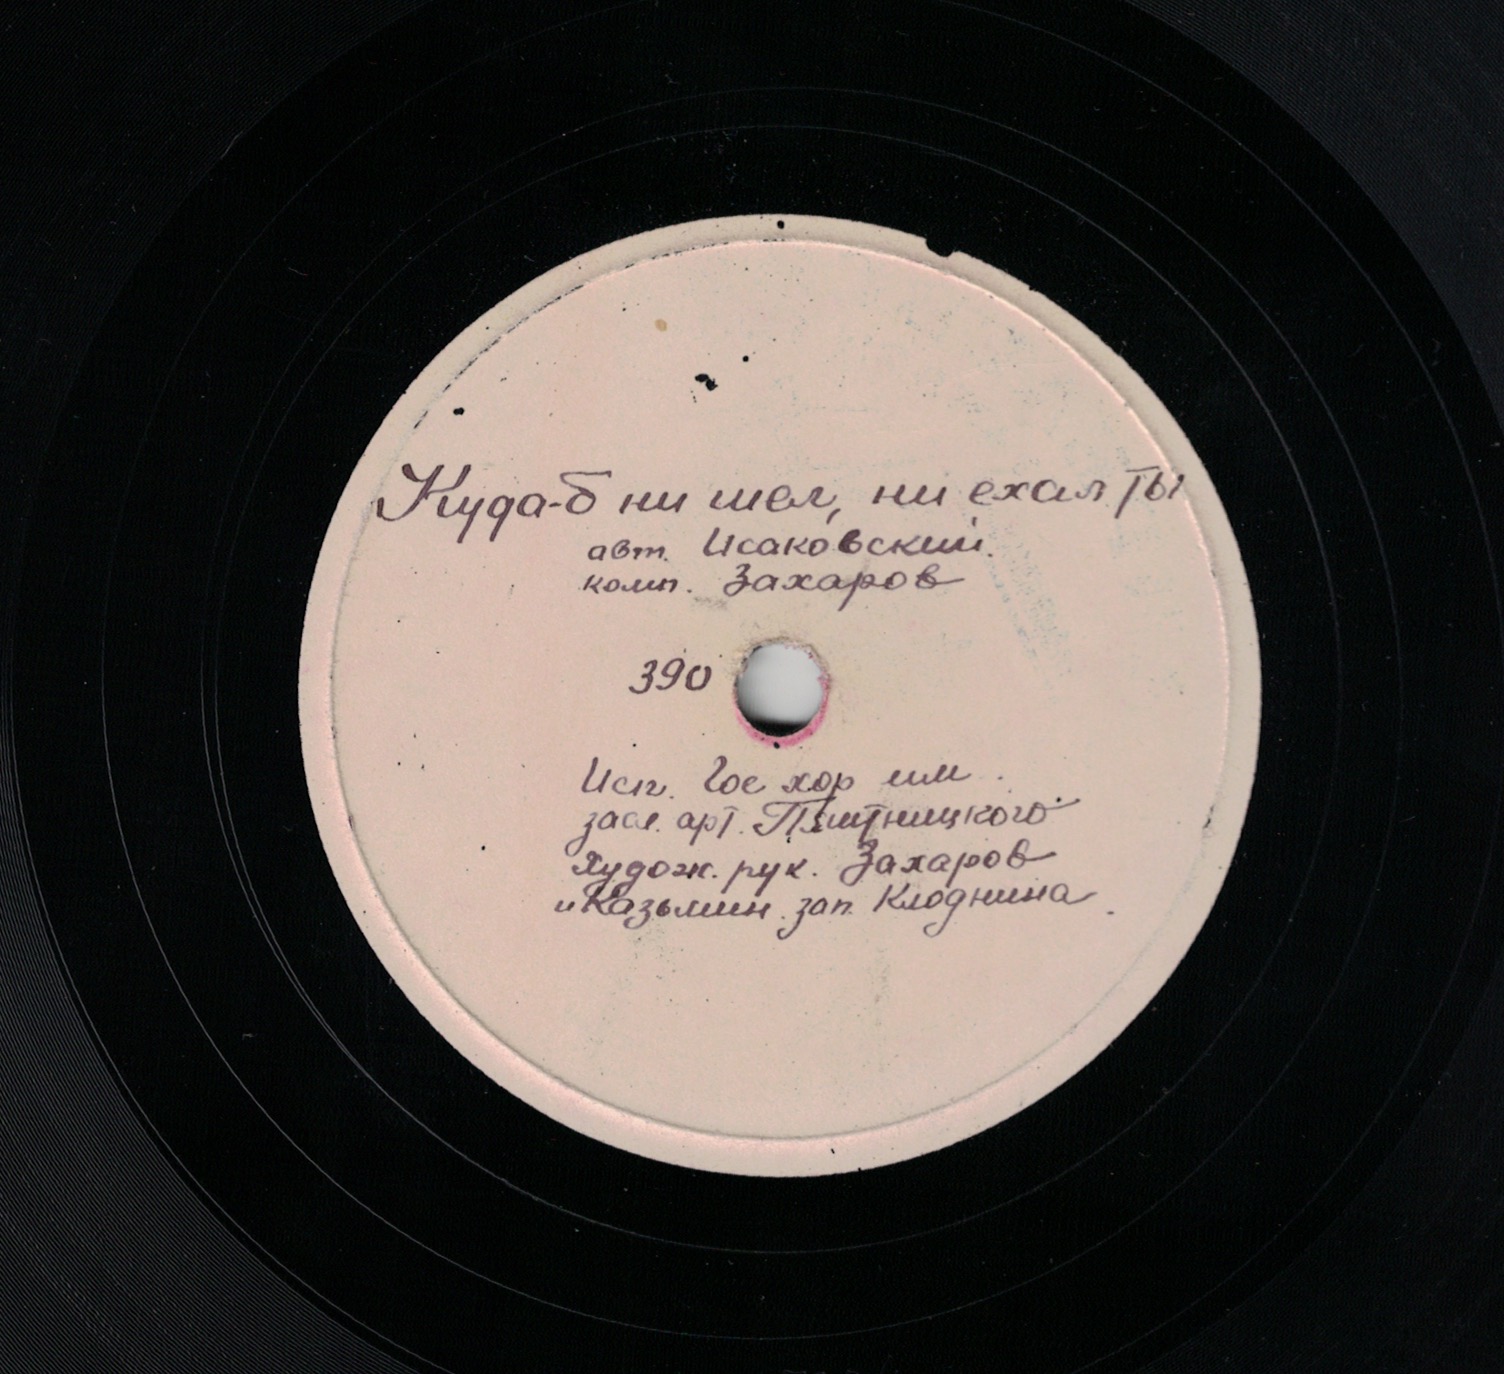 Куда-б ни шел, ни ехал ты
авт. Исаковский.
комп. Захаров
390
Исп. Гос хор им.
засл. арт. Пятницкого
Худож. рук. Захаров
и Казьмин. зап. Клоднина.